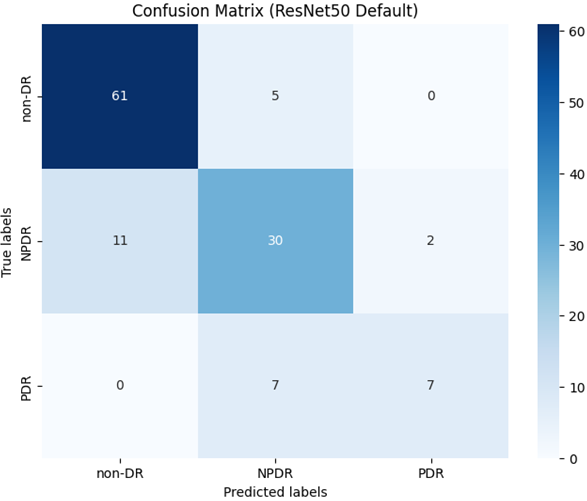 Confusion Matrix (ResNet50 Default)
True labels
non-DR
61
5
0
NPDR
11
30
2
PDR
0
7
7
non-DR
NPDR
PDR
Predicted labels
60
50
40
30
20
10
0